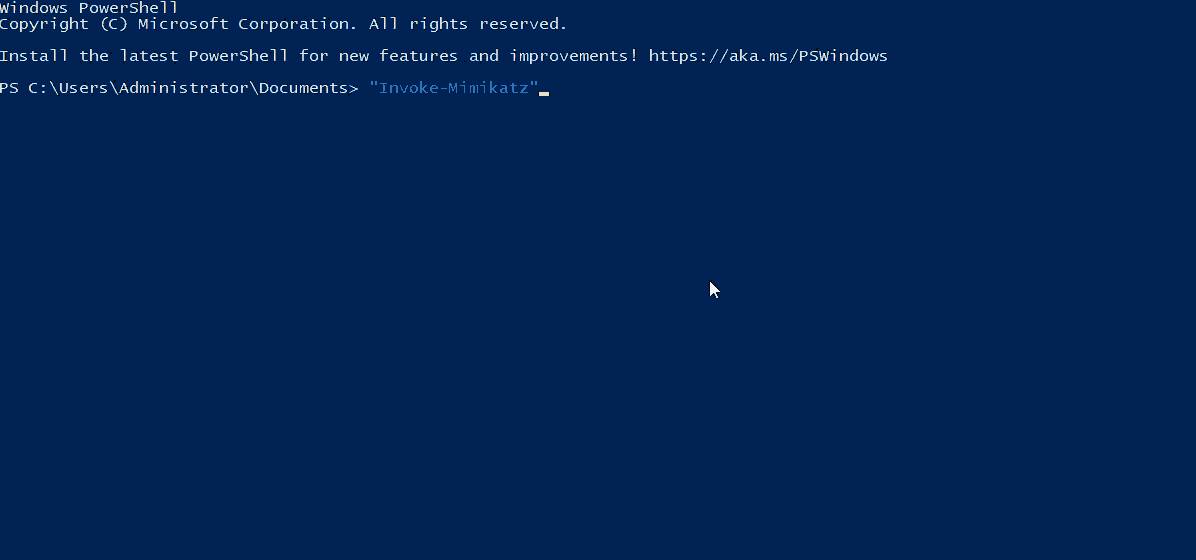 Windows PowerShell
Copyright (C) Microsoft Corporation. All rights reserved.
Install the latest PowerShell for new features and improvements! https://aka.ms/PSWindows
PS C:\Users\Administrator\Documents> "Invoke-Mimikatz"